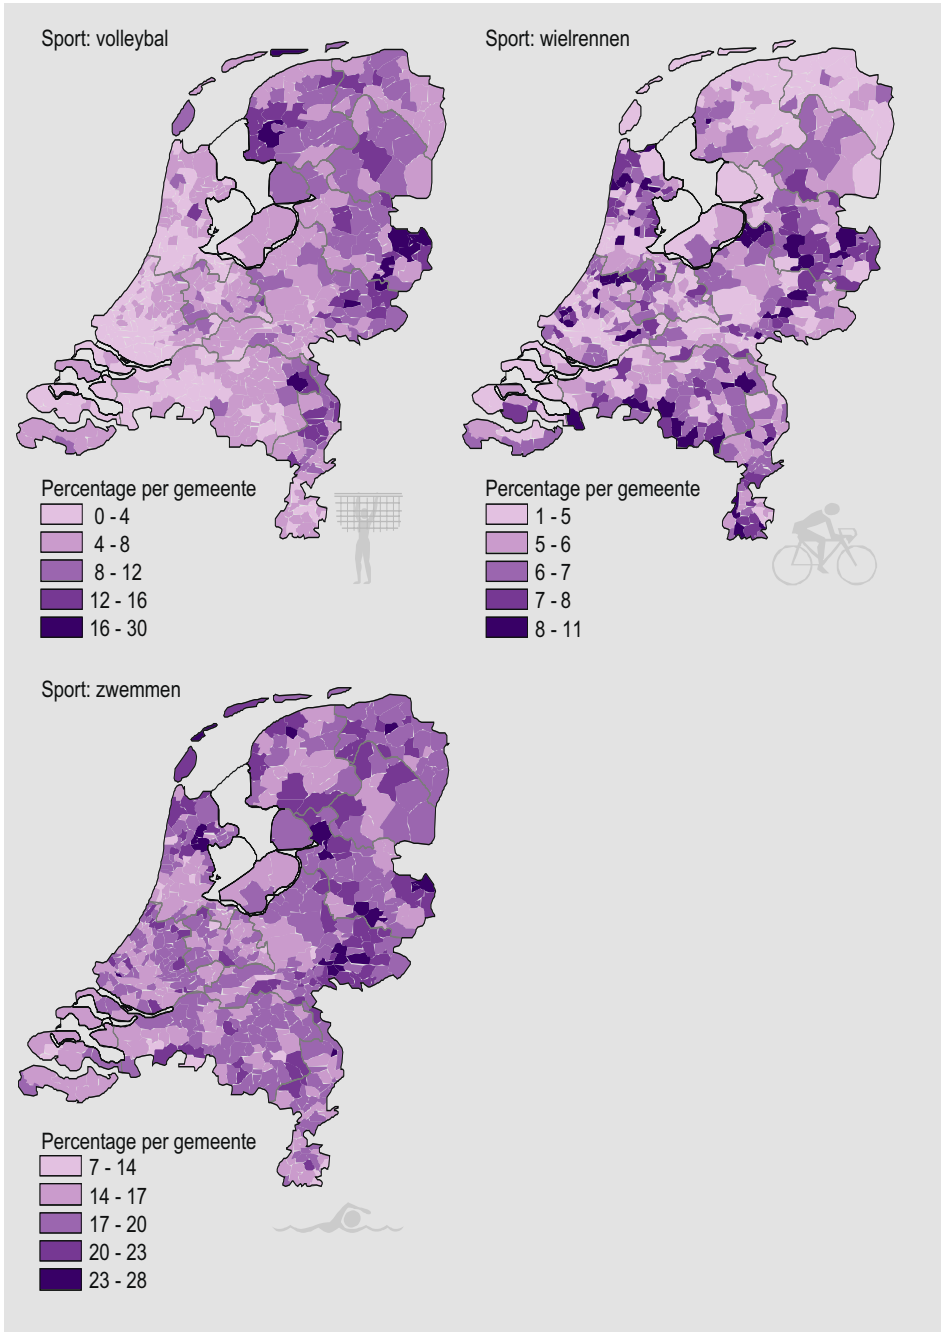 Sport: volleybal
Percentage per gemeente
0 - 4
4 - 8
8 - 12
12 - 16
16 - 30
Sport: wielrennen
Percentage per gemeente
1 - 5
5 - 6
6 - 7
7 - 8
8 - 11
Sport: zwemmen
Percentage per gemeente
7 - 14
14 - 17
17 - 20
20 - 23
23 - 28